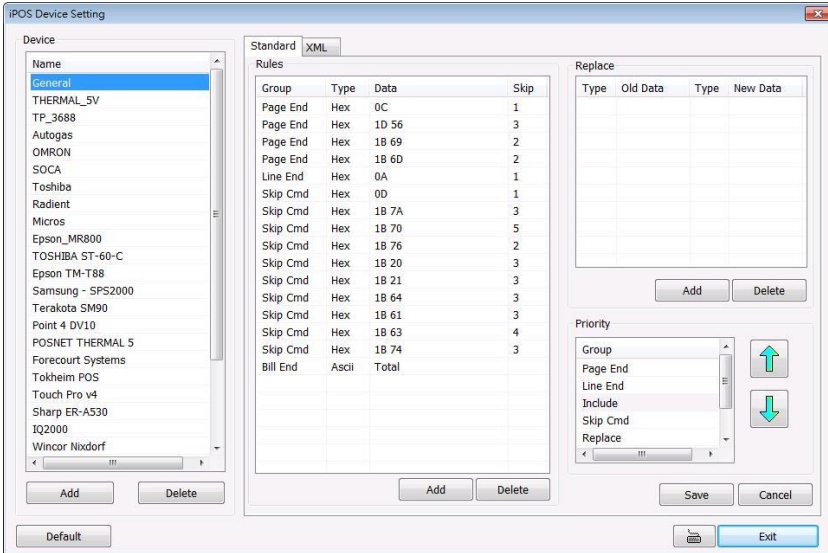 iPOS Device Setting
Device
Name
General
THERMAL_5V
TP_3688
Autogas
OMRON
SOCA
Toshiba
Radient
Micros
Epson_MR800
TOSHIBA ST-60-C
Epson TM-T88
Samsung - SPS2000
Terakota SM90
Point 4 DV10
POSNET THERMAL 5
Forecourt Systems
Tokheim POS
Touch Pro v4
Sharp ER-A530
IQ2000
Wincor Nixdorf
Add Delete
Default
Standard XML
Rules
Group Type Data Skip
Page End Hex 0C 1
Page End Hex 1D 56 3
Page End Hex 1B 69 2
Page End Hex 1B 6D 2
Line End Hex 0A 1
Skip Cmd Hex 0D 1
Skip Cmd Hex 1B 7A 3
Skip Cmd Hex 1B 70 5
Skip Cmd Hex 1B 76 2
Skip Cmd Hex 1B 20 3
Skip Cmd Hex 1B 21 3
Skip Cmd Hex 1B 64 3
Skip Cmd Hex 1B 61 3
Skip Cmd Hex 1B 63 4
Skip Cmd Hex 1B 74 3
Bill End Ascii Total
Add Delete
Replace
Type Old Data Type New Data
Add Delete
Priority
Group
Page End
Line End
Include
Skip Cmd
Replace
Save Cancel
Exit